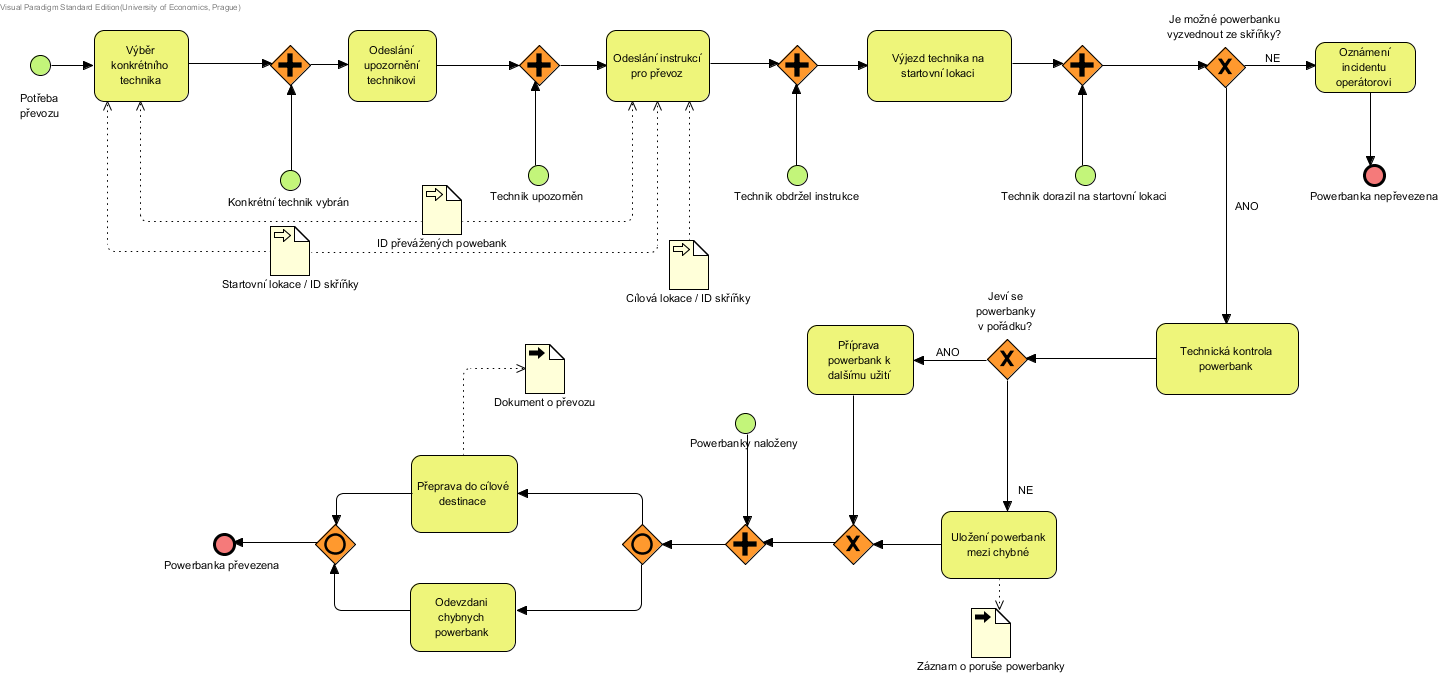 Visual Paradigm Standard Edition(University of Economics, Prague)
Je možné powerbanku
vyzvednout ze skříňky?
Potřeba
převozu
Výběr
konkrétního
technika
Odeslání
upozornění
technikovi
Odeslání instrukcí
pro převoz
Výjezd technika na
startovní lokaci
NE
Oznámení
incidentu
operátorovi
Konkrétní technik vybrán
Technik upozorněn
Technik obdržel instrukce
Technik dorazil na startovní lokaci
Powerbanka nepřevezena
ANO
ID převážených powebank
Startovní lokace / ID skříňky
Cílová lokace / ID skříňky
Jeví se
powerbanky
v pořádku?
Technická kontrola
powerbank
ANO
Příprava
powerbank k
dalšímu užití
Dokument o převozu
Powerbanky naloženy
NE
Přeprava do cílové
destinace
Uložení powerbank
mezi chybné
Powerbanka převezena
Odevzdani
chybnych
powerbank
Záznam o poruše powerbanky